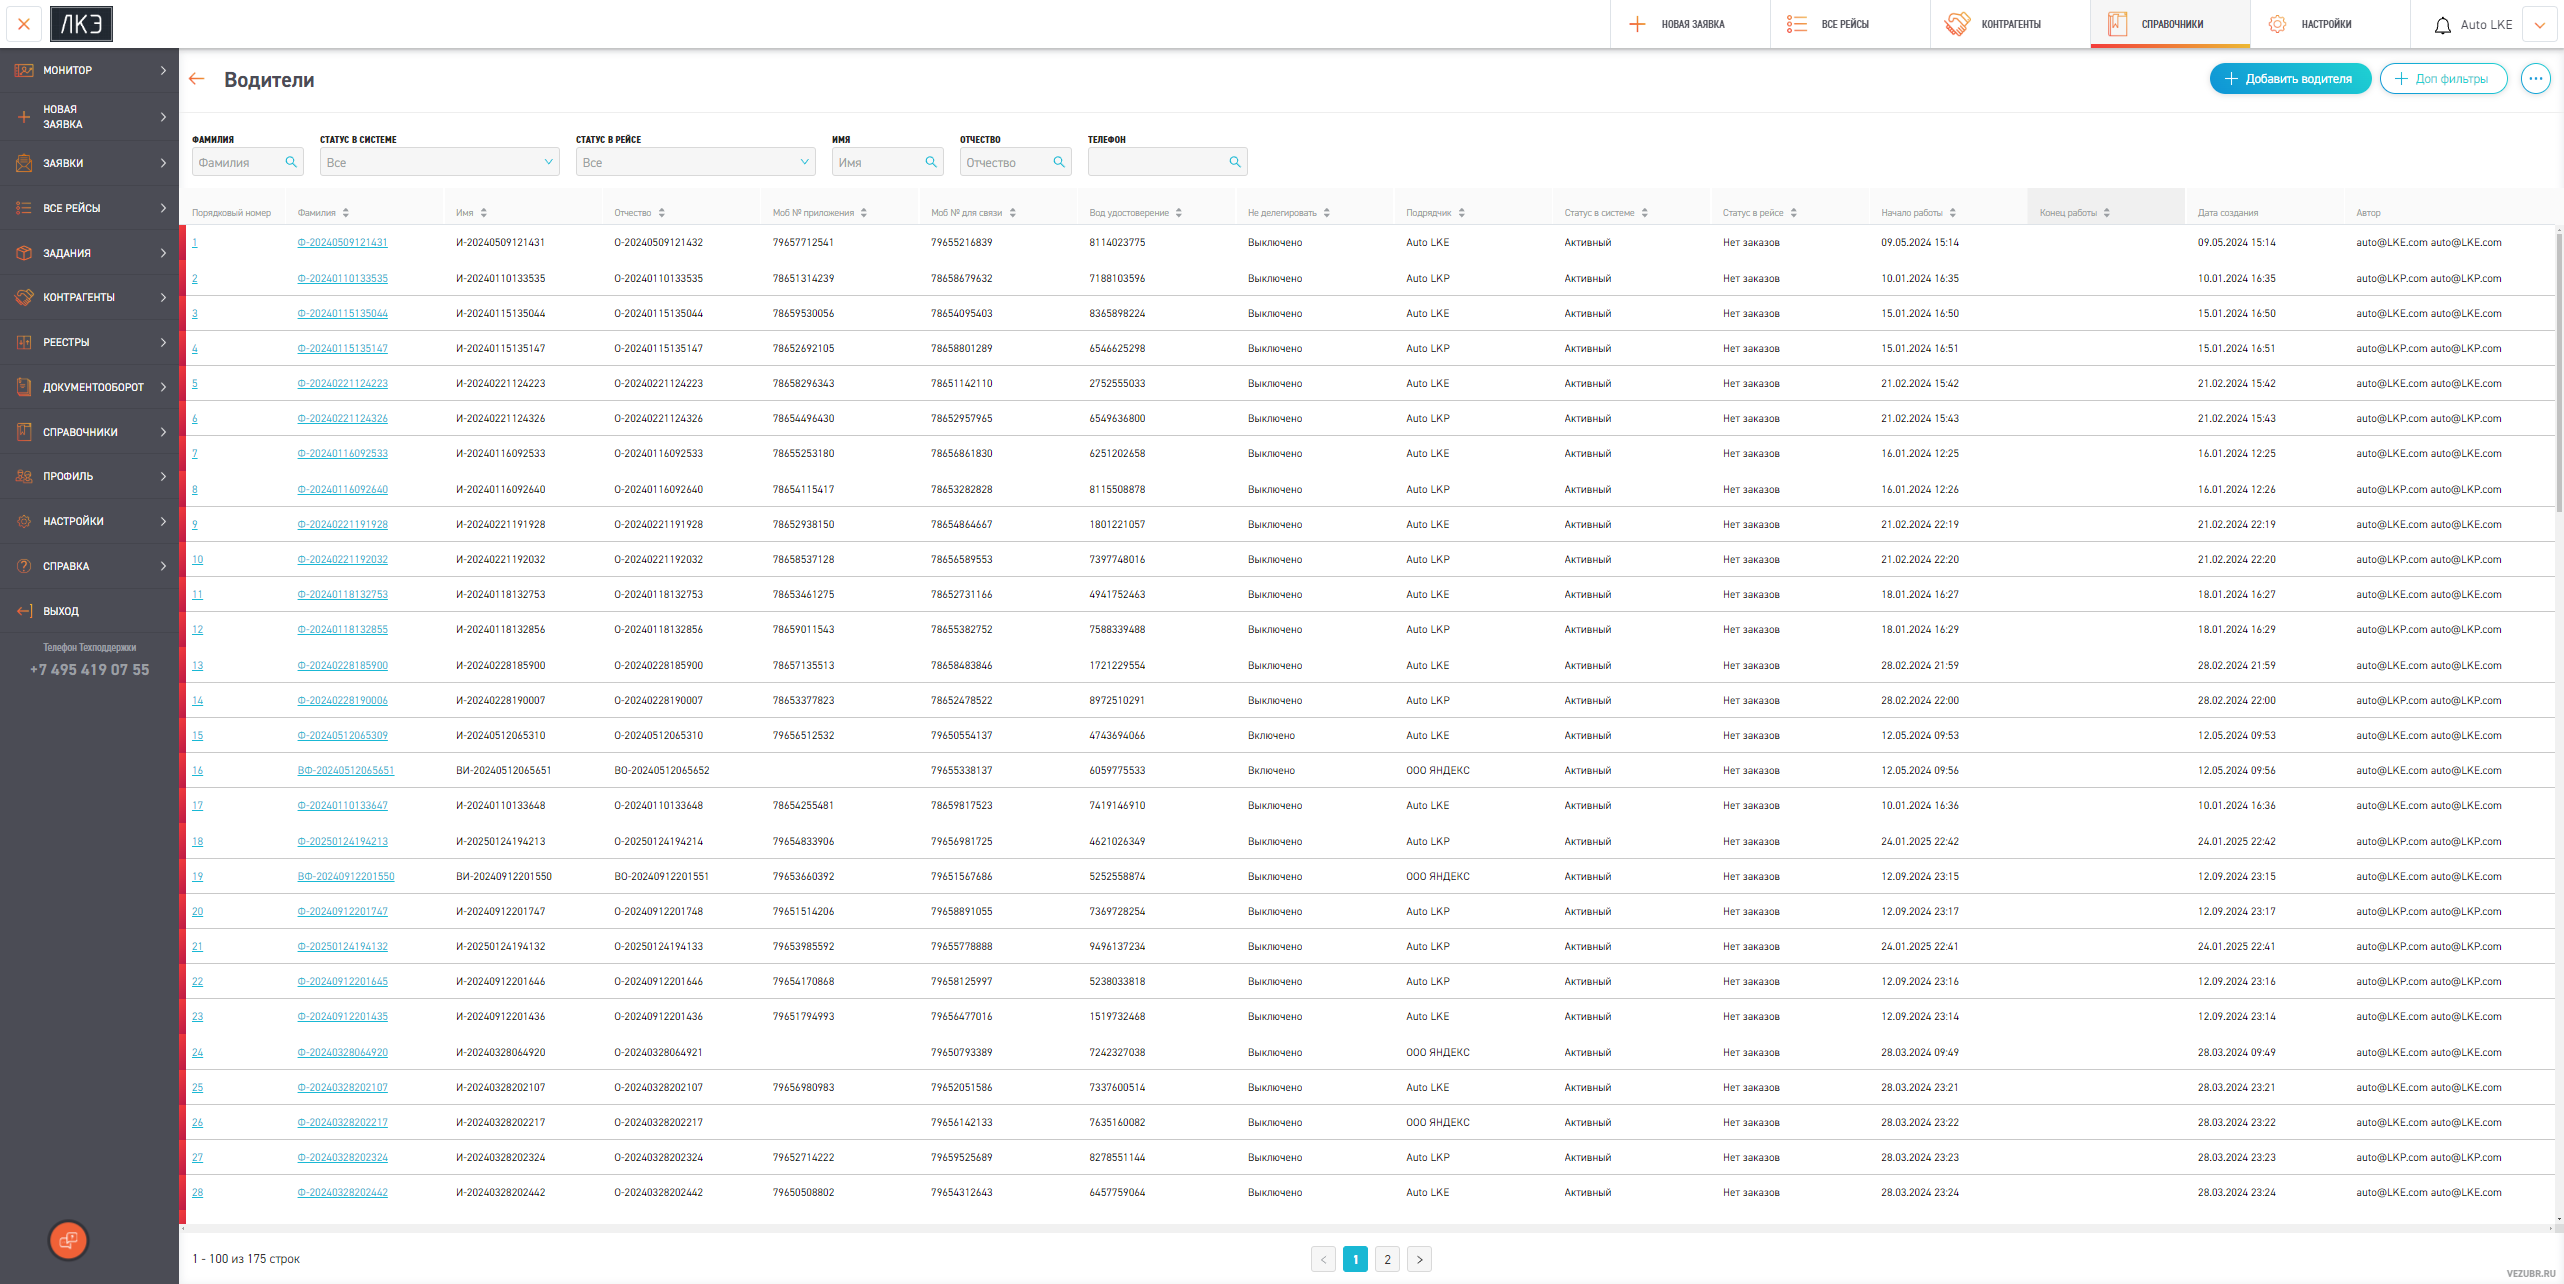 ЛКЭ
НОВАЯ ЗАЯВКА
ВСЕ РЕЙСЫ
КОНТРАГЕНТЫ
СПРАВОЧНИКИ
НАСТРОЙКИ
Auto LKE
МОНИТОР
НОВАЯ
ЗАЯВКА
ЗАЯВКИ
ВСЕ РЕЙСЫ
ЗАДАНИЯ
КОНТРАГЕНТЫ
РЕЕСТРЫ
ДОКУМЕНТООБОРОТ
СПРАВОЧНИКИ
ПРОФИЛЬ
НАСТРОЙКИ
СПРАВКА
ВЫХОД
Телефон Техподдержки
+7 495 419 07 55
Водители
Добавить водителя
Доп фильтры
ФАМИЛИЯ СТАТУС В СИСТЕМЕ СТАТУС В РЕЙСЕ ИМЯ ОТЧЕСТВО ТЕЛЕФОН
Фамилия Все Все Имя Отчество
Порядковый номер Фамилия Имя Отчество Моб № приложения Моб № для связи Вод удостоверение Не делегировать Подрядчик Статус в системе Статус в рейсе Начало работы Конец работы Дата создания Автор
1 Ф-20240509121431 И-20240509121431 О-20240509121432 79657712541 79655216839 8114023775 Выключено Auto LKE Активный Нет заказов 09.05.2024 15:14 09.05.2024 15:14 auto@LKE.com auto@LKE.com
2 Ф-20240110133535 И-20240110133535 О-20240110133535 78651314239 78658679632 7188103596 Выключено Auto LKP Активный Нет заказов 10.01.2024 16:35 10.01.2024 16:35 auto@LKP.com auto@LKP.com
3 Ф-20240115135044 И-20240115135044 О-20240115135044 78659530056 78654095403 8365898224 Выключено Auto LKE Активный Нет заказов 15.01.2024 16:50 15.01.2024 16:50 auto@LKE.com auto@LKE.com
4 Ф-20240115135147 И-20240115135147 О-20240115135147 78652692105 78658801289 6546625298 Выключено Auto LKP Активный Нет заказов 15.01.2024 16:51 15.01.2024 16:51 auto@LKP.com auto@LKP.com
5 Ф-20240221124223 И-20240221124223 О-20240221124223 78658296343 78651142110 2752555033 Выключено Auto LKE Активный Нет заказов 21.02.2024 15:42 21.02.2024 15:42 auto@LKE.com auto@LKE.com
6 Ф-20240221124326 И-20240221124326 О-20240221124326 78654496430 78652957965 6549636800 Выключено Auto LKP Активный Нет заказов 21.02.2024 15:43 21.02.2024 15:43 auto@LKP.com auto@LKP.com
7 Ф-20240116092533 И-20240116092533 О-20240116092533 78655253180 78656861830 6251202658 Выключено Auto LKE Активный Нет заказов 16.01.2024 12:25 16.01.2024 12:25 auto@LKE.com auto@LKE.com
8 Ф-20240116092640 И-20240116092640 О-20240116092640 78654115417 78653282828 8115508878 Выключено Auto LKP Активный Нет заказов 16.01.2024 12:26 16.01.2024 12:26 auto@LKP.com auto@LKP.com
9 Ф-20240221191928 И-20240221191928 О-20240221191928 78652938150 78654864667 1801221057 Выключено Auto LKE Активный Нет заказов 21.02.2024 22:19 21.02.2024 22:19 auto@LKE.com auto@LKE.com
10 Ф-20240221192032 И-20240221192032 О-20240221192032 78658537128 78656589553 7397748016 Выключено Auto LKP Активный Нет заказов 21.02.2024 22:20 21.02.2024 22:20 auto@LKP.com auto@LKP.com
11 Ф-20240118132753 И-20240118132753 О-20240118132753 78653461275 78652731166 4941752463 Выключено Auto LKE Активный Нет заказов 18.01.2024 16:27 18.01.2024 16:27 auto@LKE.com auto@LKE.com
12 Ф-20240118132855 И-20240118132856 О-20240118132856 78659011543 78655382752 7588339488 Выключено Auto LKP Активный Нет заказов 18.01.2024 16:29 18.01.2024 16:29 auto@LKP.com auto@LKP.com
13 Ф-20240228185900 И-20240228185900 О-20240228185900 78657135513 78658483846 1721229554 Выключено Auto LKE Активный Нет заказов 28.02.2024 21:59 28.02.2024 21:59 auto@LKE.com auto@LKE.com
14 Ф-20240228190006 И-20240228190007 О-20240228190007 78653377823 78652478522 8972510291 Выключено Auto LKP Активный Нет заказов 28.02.2024 22:00 28.02.2024 22:00 auto@LKP.com auto@LKP.com
15 Ф-20240512065309 И-20240512065310 О-20240512065310 79656512532 79650554137 4743694066 Включено Auto LKE Активный Нет заказов 12.05.2024 09:53 12.05.2024 09:53 auto@LKE.com auto@LKE.com
16 ВФ-20240512065651 ВИ-20240512065651 ВО-20240512065652 79655338137 6059775533 Включено ООО ЯНДЕКС Активный Нет заказов 12.05.2024 09:56 12.05.2024 09:56 auto@LKE.com auto@LKE.com
17 Ф-20240110133647 И-20240110133648 О-20240110133648 78654255481 78659817523 7419146910 Выключено Auto LKE Активный Нет заказов 10.01.2024 16:36 10.01.2024 16:36 auto@LKE.com auto@LKE.com
18 Ф-20250124194213 И-20250124194213 О-20250124194214 79654833906 79656981725 4621026349 Выключено Auto LKP Активный Нет заказов 24.01.2025 22:42 24.01.2025 22:42 auto@LKP.com auto@LKP.com
19 ВФ-20240912201550 ВИ-20240912201550 ВО-20240912201551 79653660392 79651567686 5252558874 Выключено ООО ЯНДЕКС Активный Нет заказов 12.09.2024 23:15 12.09.2024 23:15 auto@LKE.com auto@LKE.com
20 Ф-20240912201747 И-20240912201747 О-20240912201748 79651514206 79658891055 7369728254 Выключено Auto LKP Активный Нет заказов 12.09.2024 23:17 12.09.2024 23:17 auto@LKP.com auto@LKP.com
21 Ф-20250124194132 И-20250124194132 О-20250124194133 79653985592 79655778888 9496137234 Выключено Auto LKP Активный Нет заказов 24.01.2025 22:41 24.01.2025 22:41 auto@LKP.com auto@LKP.com
22 Ф-20240912201645 И-20240912201646 О-20240912201646 79654170868 79658125997 5238033818 Выключено Auto LKP Активный Нет заказов 12.09.2024 23:16 12.09.2024 23:16 auto@LKP.com auto@LKP.com
23 Ф-20240912201435 И-20240912201436 О-20240912201436 79651794993 79656477016 1519732468 Выключено Auto LKE Активный Нет заказов 12.09.2024 23:14 12.09.2024 23:14 auto@LKE.com auto@LKE.com
24 Ф-20240328064920 И-20240328064920 О-20240328064921 79650793389 7242327038 Выключено ООО ЯНДЕКС Активный Нет заказов 28.03.2024 09:49 28.03.2024 09:49 auto@LKE.com auto@LKE.com
25 Ф-20240328202107 И-20240328202107 О-20240328202107 79656980983 79652051586 7337600514 Выключено Auto LKE Активный Нет заказов 28.03.2024 23:21 28.03.2024 23:21 auto@LKE.com auto@LKE.com
26 Ф-20240328202217 И-20240328202217 О-20240328202217 79656142133 7635160082 Выключено ООО ЯНДЕКС Активный Нет заказов 28.03.2024 23:22 28.03.2024 23:22 auto@LKE.com auto@LKE.com
27 Ф-20240328202324 И-20240328202324 О-20240328202324 79652714222 79659525689 8278551144 Выключено Auto LKP Активный Нет заказов 28.03.2024 23:23 28.03.2024 23:23 auto@LKP.com auto@LKP.com
28 Ф-20240328202442 И-20240328202442 О-20240328202442 79650508802 79654312643 6457759064 Выключено Auto LKE Активный Нет заказов 28.03.2024 23:24 28.03.2024 23:24 auto@LKE.com auto@LKE.com
1 - 100 из 175 строк
< 1 2 >
VEZUBR.RU